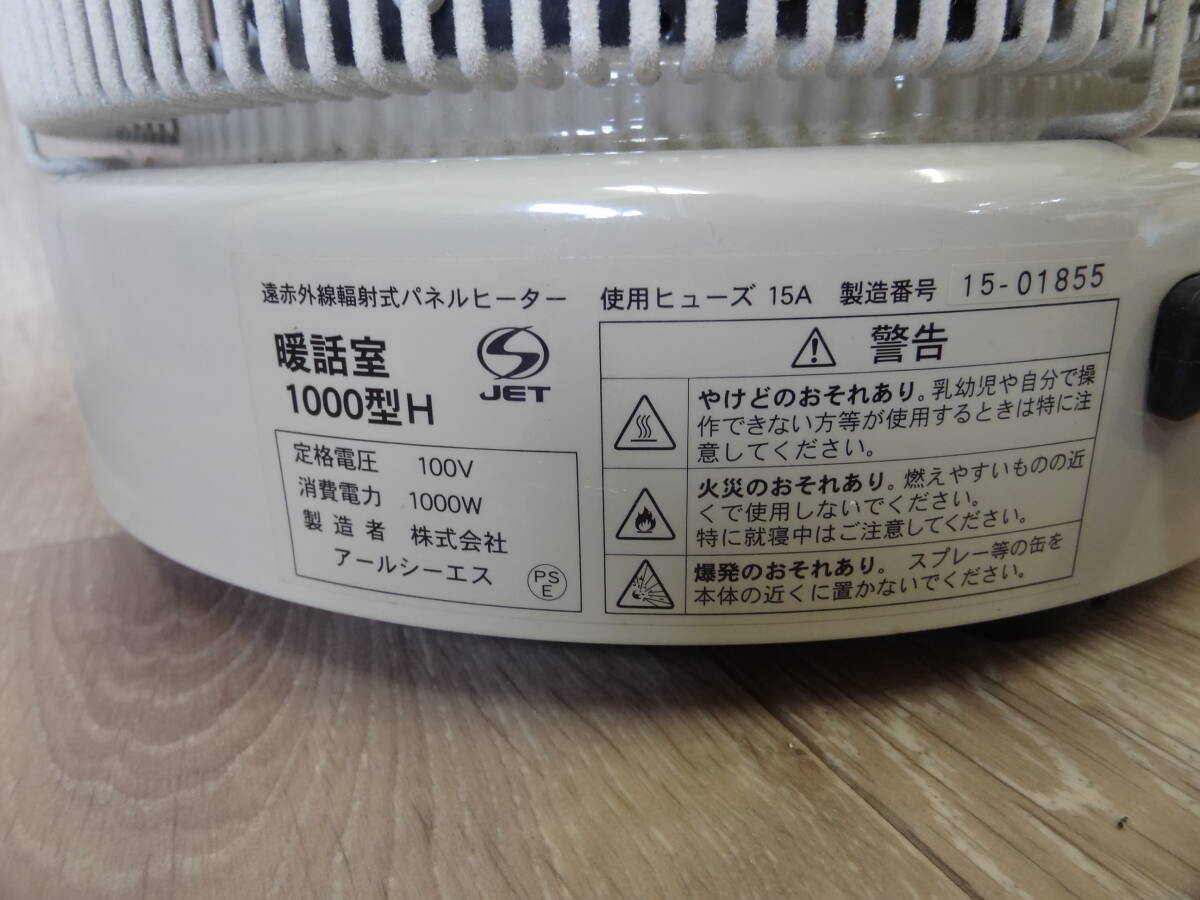 遠赤外線輻射式パネルヒーター
使用ヒューズ 15A 製造番号 15-01855
暖話室
1000型H
S
JET
定格電圧 100V
消費電力 1000W
製造者 株式会社
アールシーエス
PS
E
警告
やけどのおそれあり。乳幼児や自分で操
作できない方等が使用するときは特に注
意してください。
火災のおそれあり。燃えやすいものの近
くで使用しないでください。
特に就寝中はご注意してください。
爆発のおそれあり。 スプレー等の缶を
本体の近くに置かないでください。